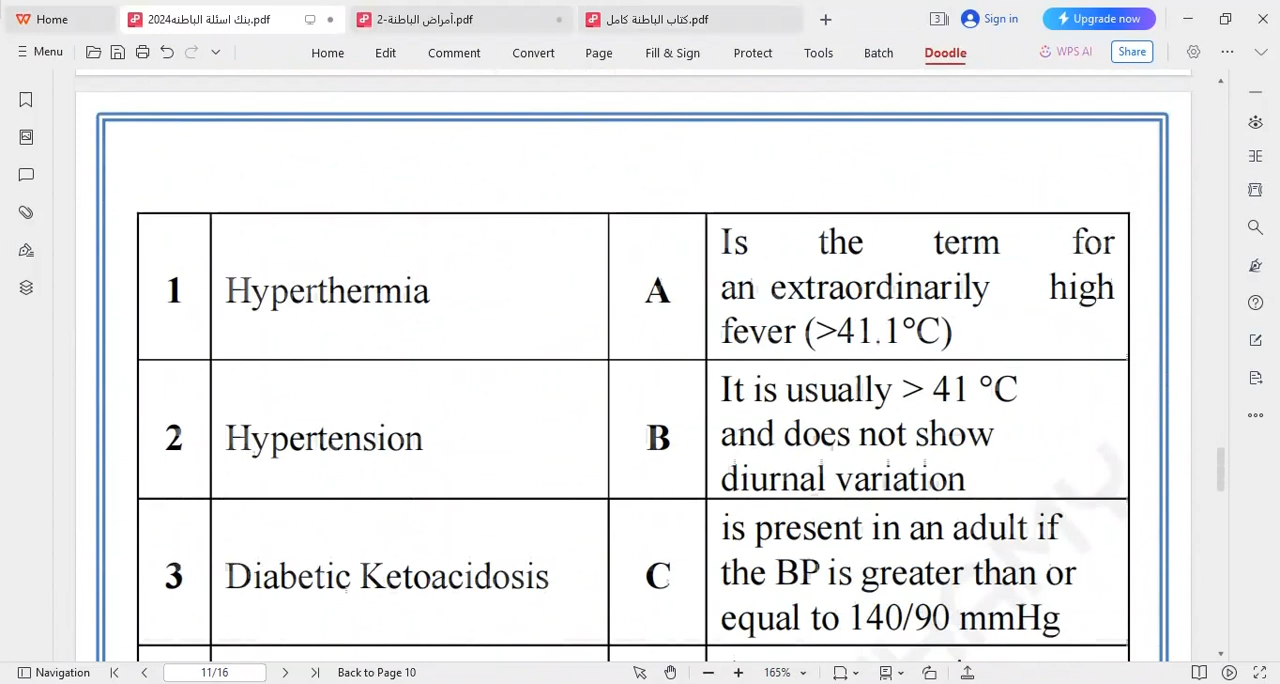 Home
بنك اسئلة الباطنه2024.pdf
أمراض الباطنة-2.pdf
كتاب الباطنة كامل.pdf
3
Sign in
Upgrade now
Menu
Home Edit Comment Convert Page Fill & Sign Protect Tools Batch Doodle
WPS AI
Share
1
Hyperthermia
A
Is the term for
an extraordinarily high
fever (>41.1°C)
2
Hypertension
B
It is usually > 41 °C
and does not show
diurnal variation
3
Diabetic Ketoacidosis
C
is present in an adult if
the BP is greater than or
equal to 140/90 mmHg
Navigation
11/16
Back to Page 10
165%